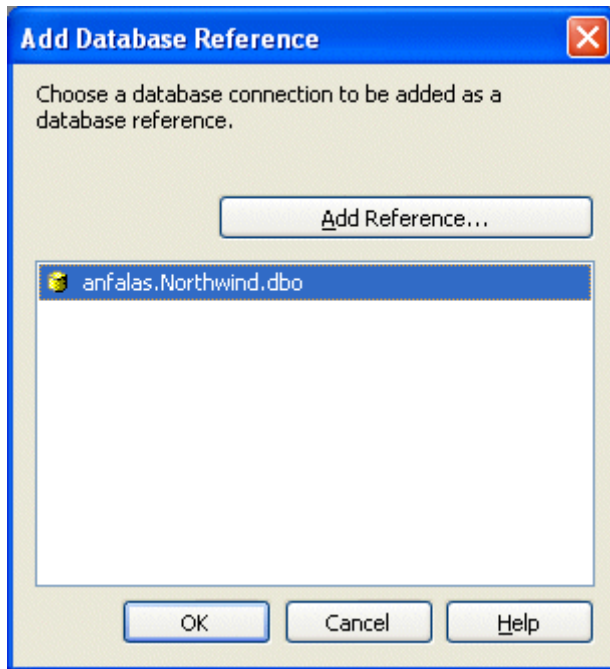 Add Database Reference
Choose a database connection to be added as a
database reference.
Add Reference...
anfalas.Northwind.dbo
OK
Cancel
Help